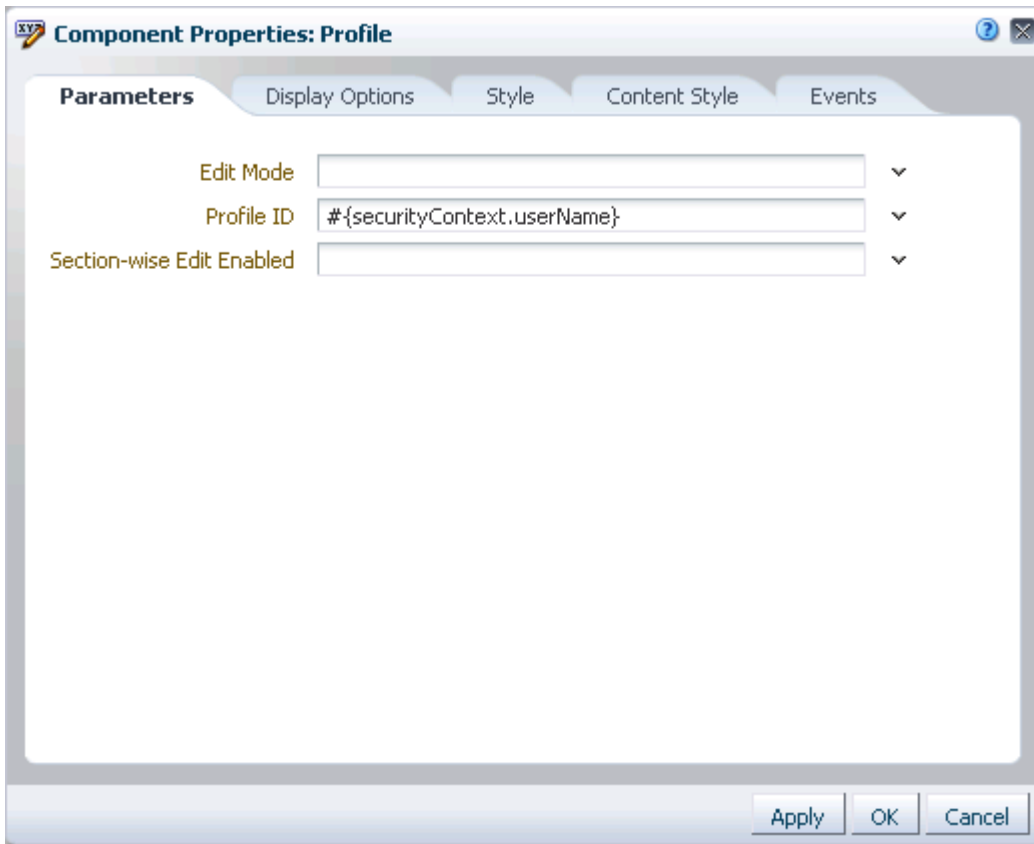 XYZ Component Properties: Profile ?
Parameters Display Options Style Content Style Events
Edit Mode
Profile ID #{securityContext.userName}
Section-wise Edit Enabled
Apply OK Cancel